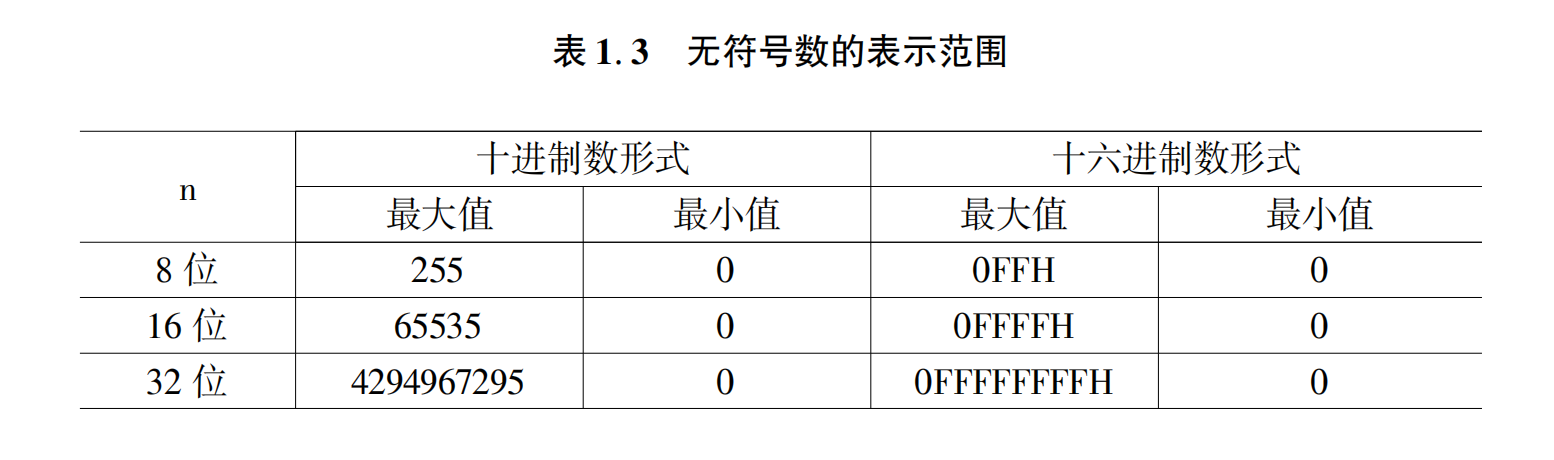 表 1.3 无符号数的表示范围
n 十进制数形式 十六进制数形式
最大值 最小值 最大值 最小值
8 位 255 0 0FFH 0
16 位 65535 0 0FFFFH 0
32 位 4294967295 0 0FFFFFFFFH 0